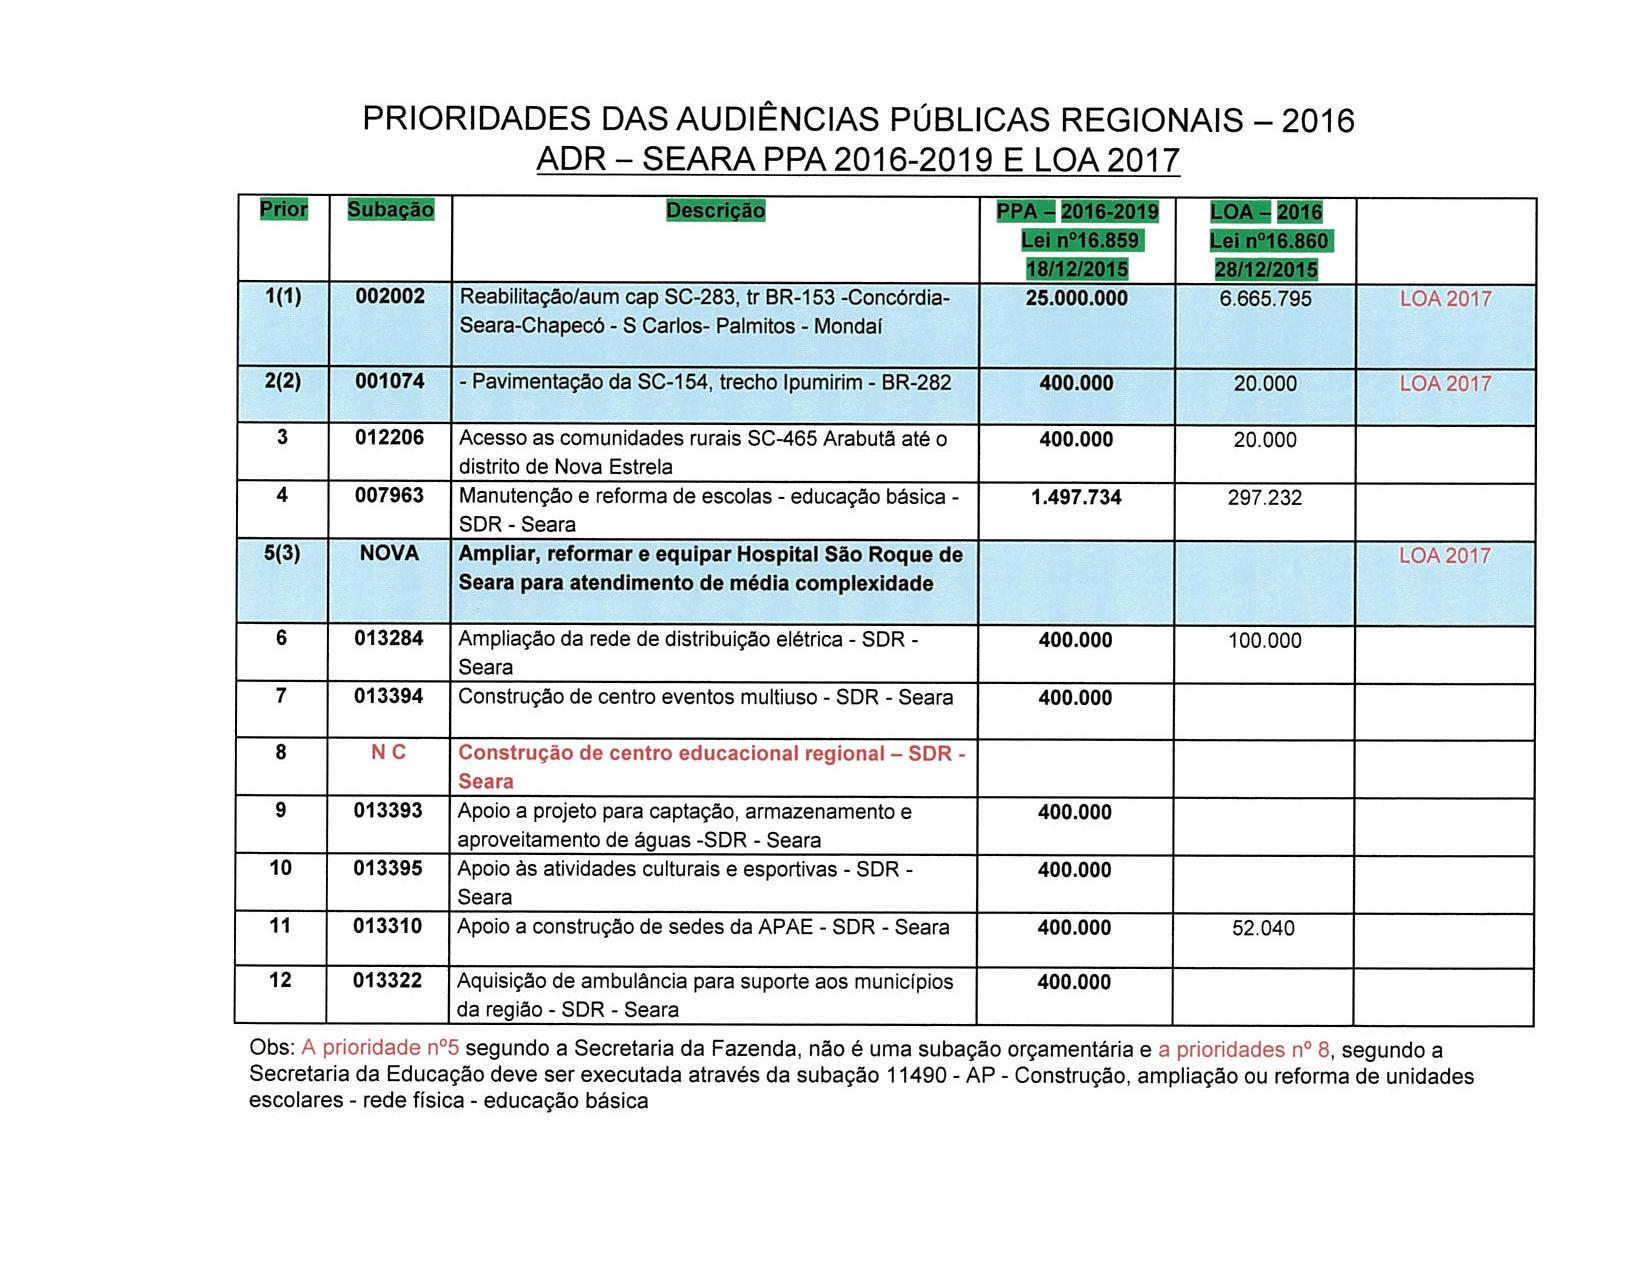 PRIORIDADES DAS AUDIÊNCIAS PÚBLICAS REGIONAIS – 2016
ADR – SEARA PPA 2016-2019 E LOA 2017
Prior Subação Descrição PPA – 2016-2019 LOA – 2016
Lei nº16.859 Lei nº16.860
18/12/2015 28/12/2015
1(1) 002002 Reabilitação/aum cap SC-283, tr BR-153 -Concórdia- 25.000.000 6.665.795 LOA 2017
Seara-Chapecó - S Carlos- Palmitos - Mondaí
2(2) 001074 - Pavimentação da SC-154, trecho Ipumirim - BR-282 400.000 20.000 LOA 2017
3 012206 Acesso as comunidades rurais SC-465 Arabutã até o 400.000 20.000
distrito de Nova Estrela
4 007963 Manutenção e reforma de escolas - educação básica - 1.497.734 297.232
SDR - Seara
5(3) NOVA Ampliar, reformar e equipar Hospital São Roque de LOA 2017
Seara para atendimento de média complexidade
6 013284 Ampliação da rede de distribuição elétrica - SDR - 400.000 100.000
Seara
7 013394 Construção de centro eventos multiuso - SDR - Seara 400.000
8 N C Construção de centro educacional regional – SDR -
Seara
9 013393 Apoio a projeto para captação, armazenamento e 400.000
aproveitamento de águas -SDR - Seara
10 013395 Apoio às atividades culturais e esportivas - SDR - 400.000
Seara
11 013310 Apoio a construção de sedes da APAE - SDR - Seara 400.000 52.040
12 013322 Aquisição de ambulância para suporte aos municípios 400.000
da região - SDR - Seara
Obs: A prioridade nº5 segundo a Secretaria da Fazenda, não é uma subação orçamentária e a prioridades nº 8, segundo a
Secretaria da Educação deve ser executada através da subação 11490 - AP - Construção, ampliação ou reforma de unidades
escolares - rede física - educação básica